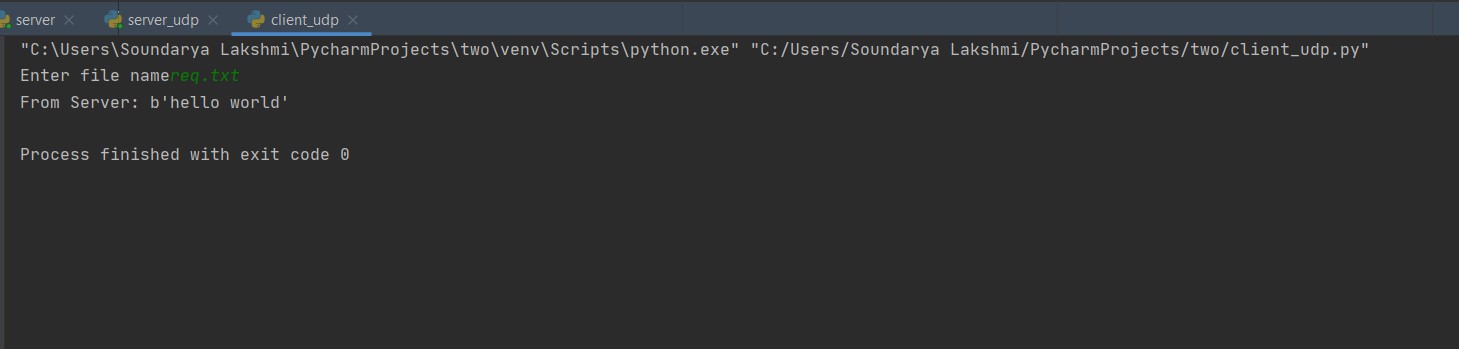 server server_udp client_udp
"C:\Users\Soundarya Lakshmi\PycharmProjects\two\venv\Scripts\python.exe" "C:/Users/Soundarya Lakshmi/PycharmProjects/two/client_udp.py"
Enter file namereq.txt
From Server: b'hello world'
Process finished with exit code 0